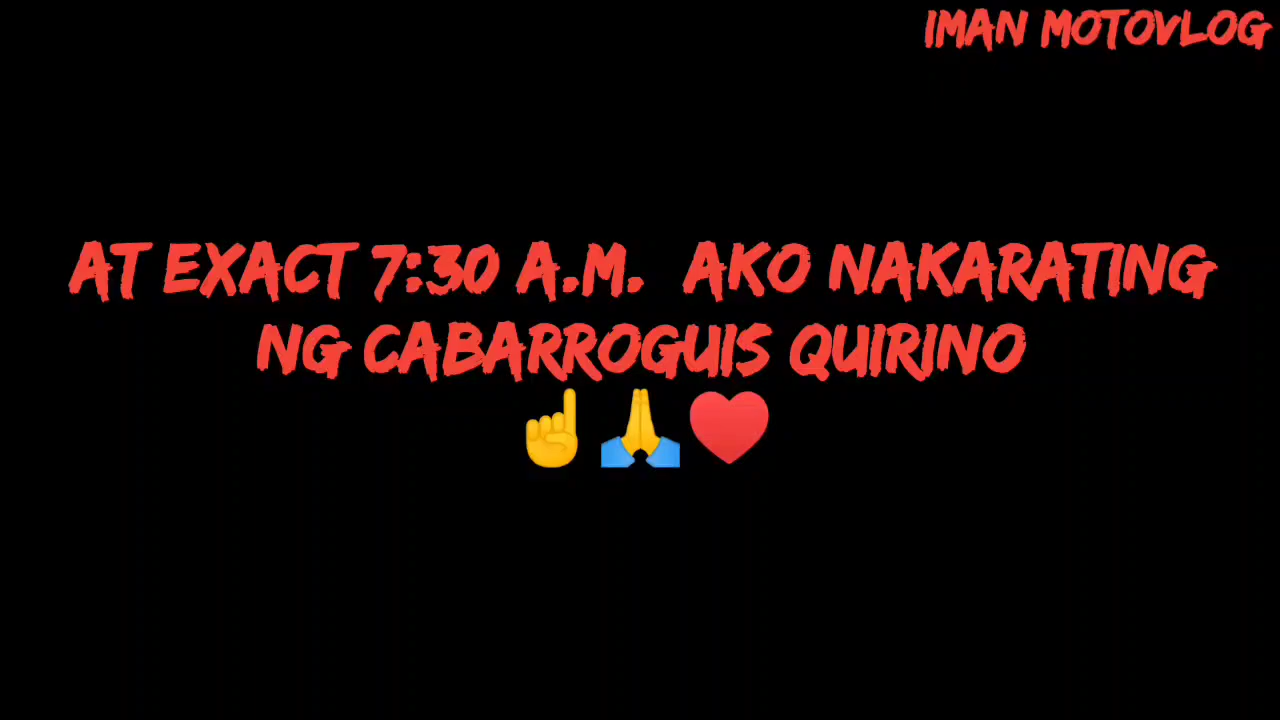 IMAN MOTOVLOG
AT EXACT 7:30 A.M. AKO NAKARATING
NG CABARROGUIS QUIRINO
☝️🙏♥️